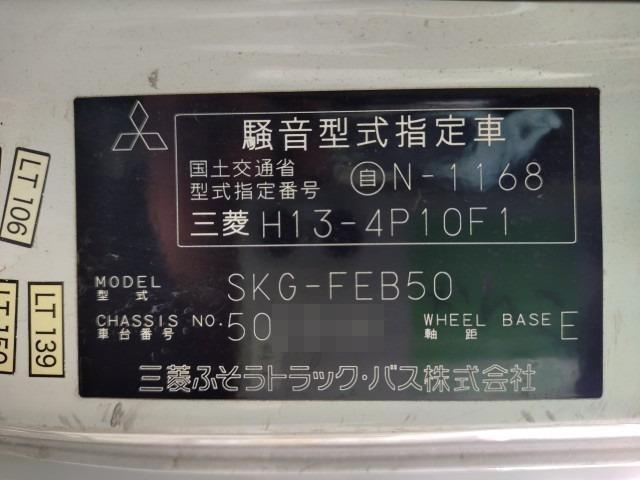 騒音型式指定車
国土交通省
型式指定番号 自 N-1168
三菱 H13-4P10F1
MODEL
型式 SKG-FEB50
CHASSIS NO. 50
車台番号
WHEEL BASE E
軸距
三菱ふそうトラック・バス株式会社
LT 106
LT 139